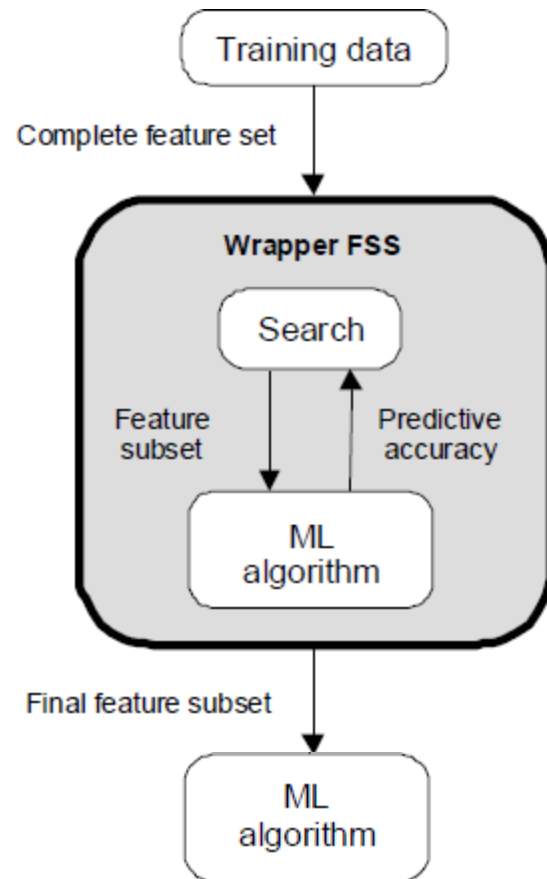 Training data
Complete feature set
Wrapper FSS
Search
Feature
subset
Predictive
accuracy
ML
algorithm
Final feature subset
ML
algorithm